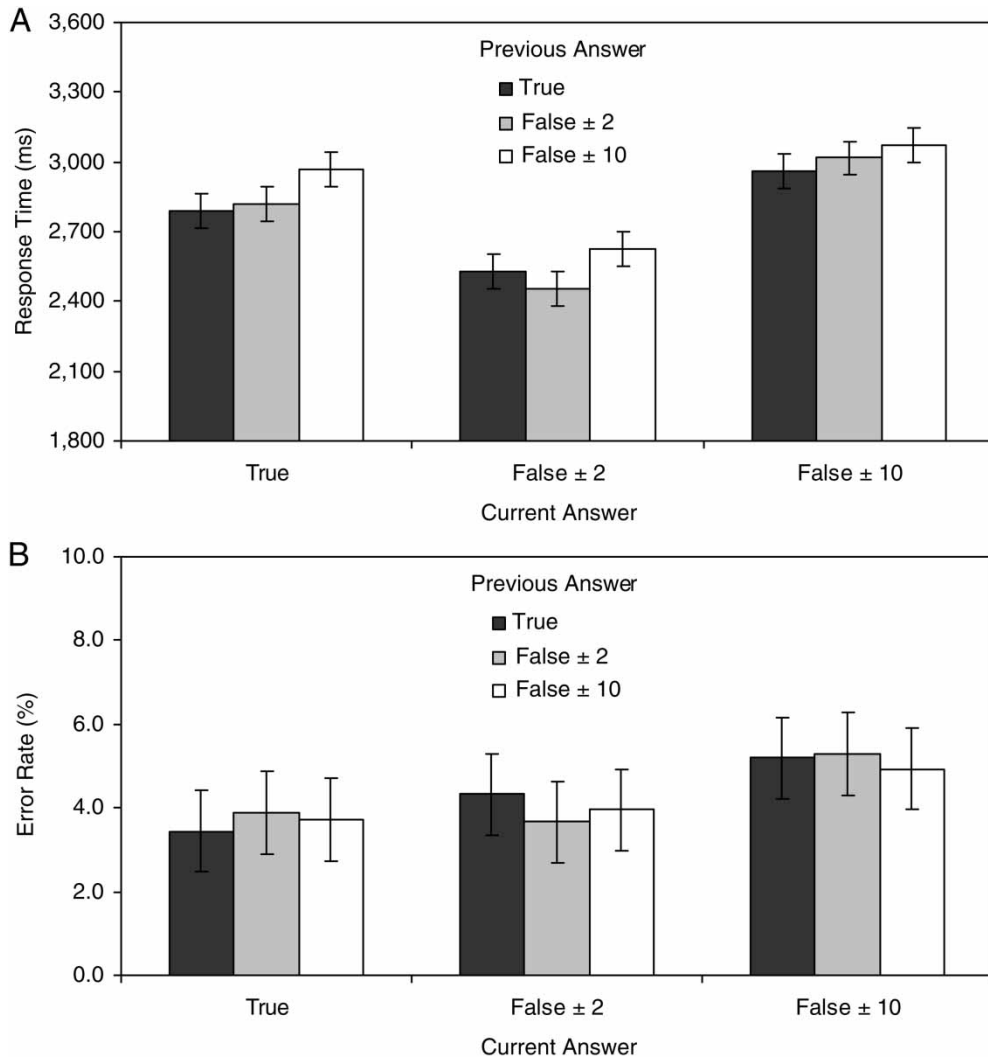 A
3,600
3,300
3,000
2,700
2,400
2,100
1,800
Response Time (ms)
Previous Answer
True
False ± 2
False ± 10
True
False ± 2
False ± 10
Current Answer
B
10.0
8.0
6.0
4.0
2.0
0.0
Error Rate (%)
Previous Answer
True
False ± 2
False ± 10
True
False ± 2
False ± 10
Current Answer